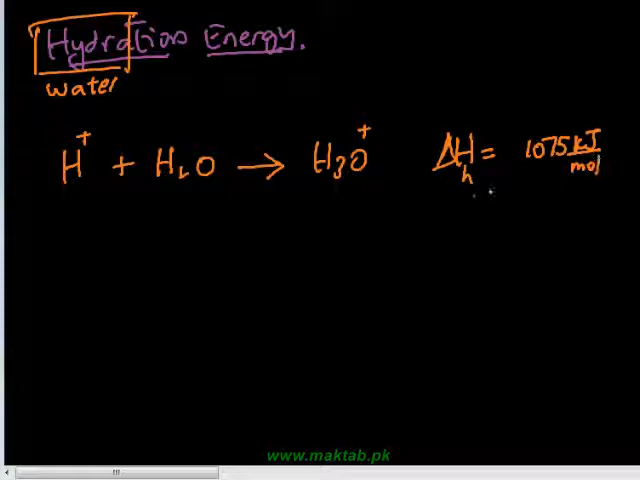 Hydration Energy.
water
H⁺ + H₂O → H₃O⁺ ΔHₕ = 1075 kJ/mol
www.maktab.pk